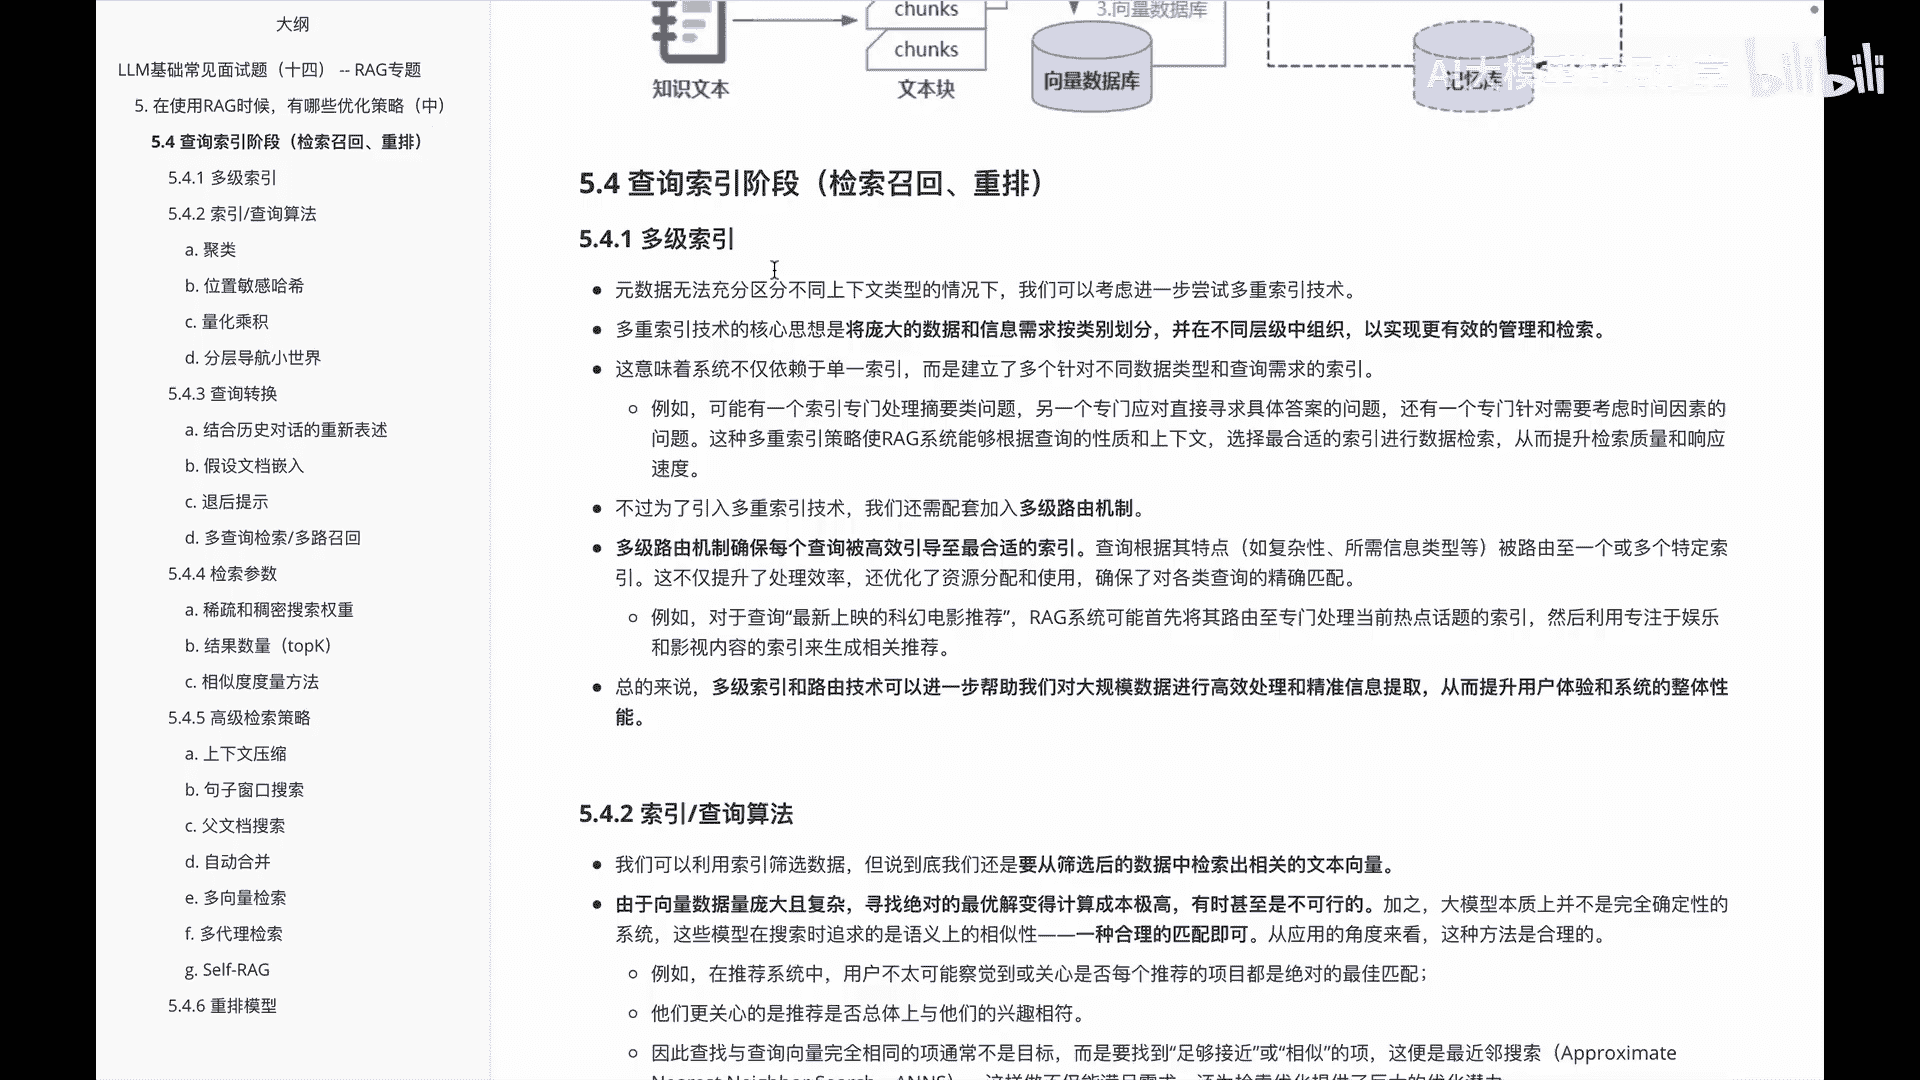 大纲
LLM基础常见面试题（十四） -- RAG专题
5. 在使用RAG时候，有哪些优化策略（中）
5.4 查询索引阶段（检索召回、重排）
5.4.1 多级索引
5.4.2 索引/查询算法
a. 聚类
b. 位置敏感哈希
c. 量化乘积
d. 分层导航小世界
5.4.3 查询转换
a. 结合历史对话的重新表述
b. 假设文档嵌入
c. 退后提示
d. 多查询检索/多路召回
5.4.4 检索参数
a. 稀疏和稠密搜索权重
b. 结果数量（topK）
c. 相似度度量方法
5.4.5 高级检索策略
a. 上下文压缩
b. 句子窗口搜索
c. 父文档搜索
d. 自动合并
e. 多向量检索
f. 多代理检索
g. Self-RAG
5.4.6 重排模型
chunks
3.向量数据库
chunks
知识文本
文本块
向量数据库
记忆库
AI大模型
bilibili
5.4 查询索引阶段（检索召回、重排）
5.4.1 多级索引
元数据无法充分区分不同上下文类型的情况下，我们可以考虑进一步尝试多重索引技术。
多重索引技术的核心思想是将庞大的数据和信息需求按类别划分，并在不同层级中组织，以实现更有效的管理和检索。
这意味着系统不仅依赖于单一索引，而是建立了多个针对不同数据类型和查询需求的索引。
例如，可能有一个索引专门处理摘要类问题，另一个专门应对直接寻求具体答案的问题，还有一个专门针对需要考虑时间因素的
问题。这种多重索引策略使RAG系统能够根据查询的性质和上下文，选择最合适的索引进行数据检索，从而提升检索质量和响应
速度。
不过为了引入多重索引技术，我们还需配套加入多级路由机制。
多级路由机制确保每个查询被高效引导至最合适的索引。查询根据其特点（如复杂性、所需信息类型等）被路由至一个或多个特定索
引。这不仅提升了处理效率，还优化了资源分配和使用，确保了对各类查询的精确匹配。
例如，对于查询“最新上映的科幻电影推荐”，RAG系统可能首先将其路由至专门处理当前热点话题的索引，然后利用专注于娱乐
和影视内容的索引来生成相关推荐。
总的来说，多级索引和路由技术可以进一步帮助我们对大规模数据进行高效处理和精准信息提取，从而提升用户体验和系统的整体性
能。
5.4.2 索引/查询算法
我们可以利用索引筛选数据，但说到底我们还是要从筛选后的数据中检索出相关的文本向量。
由于向量数据量庞大且复杂，寻找绝对的最优解变得计算成本极高，有时甚至是不可行的。加之，大模型本质上并不是完全确定性的
系统，这些模型在搜索时追求的是语义上的相似性——一种合理的匹配即可。从应用的角度来看，这种方法是合理的。
例如，在推荐系统中，用户不太可能察觉到或关心是否每个推荐的项目都是绝对的最佳匹配；
他们更关心的是推荐是否总体上与他们的兴趣相符。
因此查找与查询向量完全相同的项通常不是目标，而是要找到“足够接近”或“相似”的项，这便是最近邻搜索（Approximate